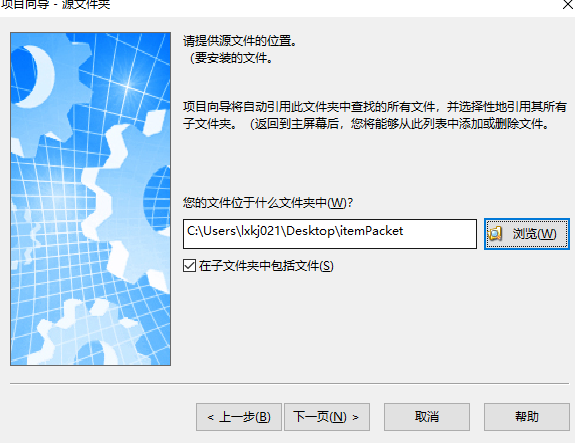 项目向导 - 源文件夹
请提供源文件的位置。
（要安装的文件。
项目向导将自动引用此文件夹中查找的所有文件，并选择性地引用其所有
子文件夹。（返回到主屏幕后，您将能够从此列表中添加或删除文件。
您的文件位于什么文件夹中(W)?
C:\Users\lxkj021\Desktop\itemPacket
浏览(W)
在子文件夹中包括文件(S)
< 上一步(B)
下一页(N) >
取消
帮助